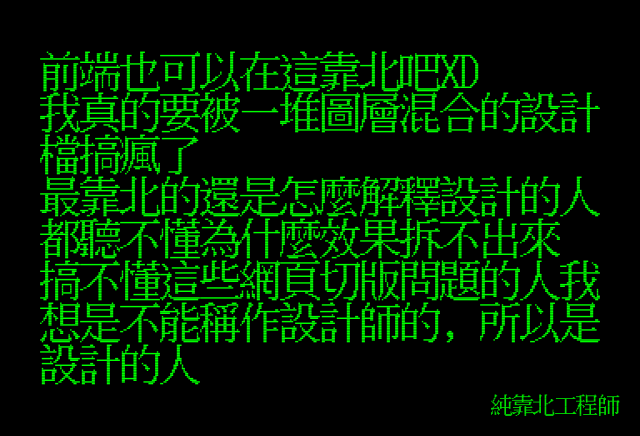 前端也可以在這靠北吧XD
我真的要被一堆圖層混合的設計
檔搞瘋了
最靠北的還是怎麼解釋設計的人
都聽不懂為什麼效果拆不出來
搞不懂這些網頁切版問題的人我
想是不能稱作設計師的, 所以是
設計的人
純靠北工程師